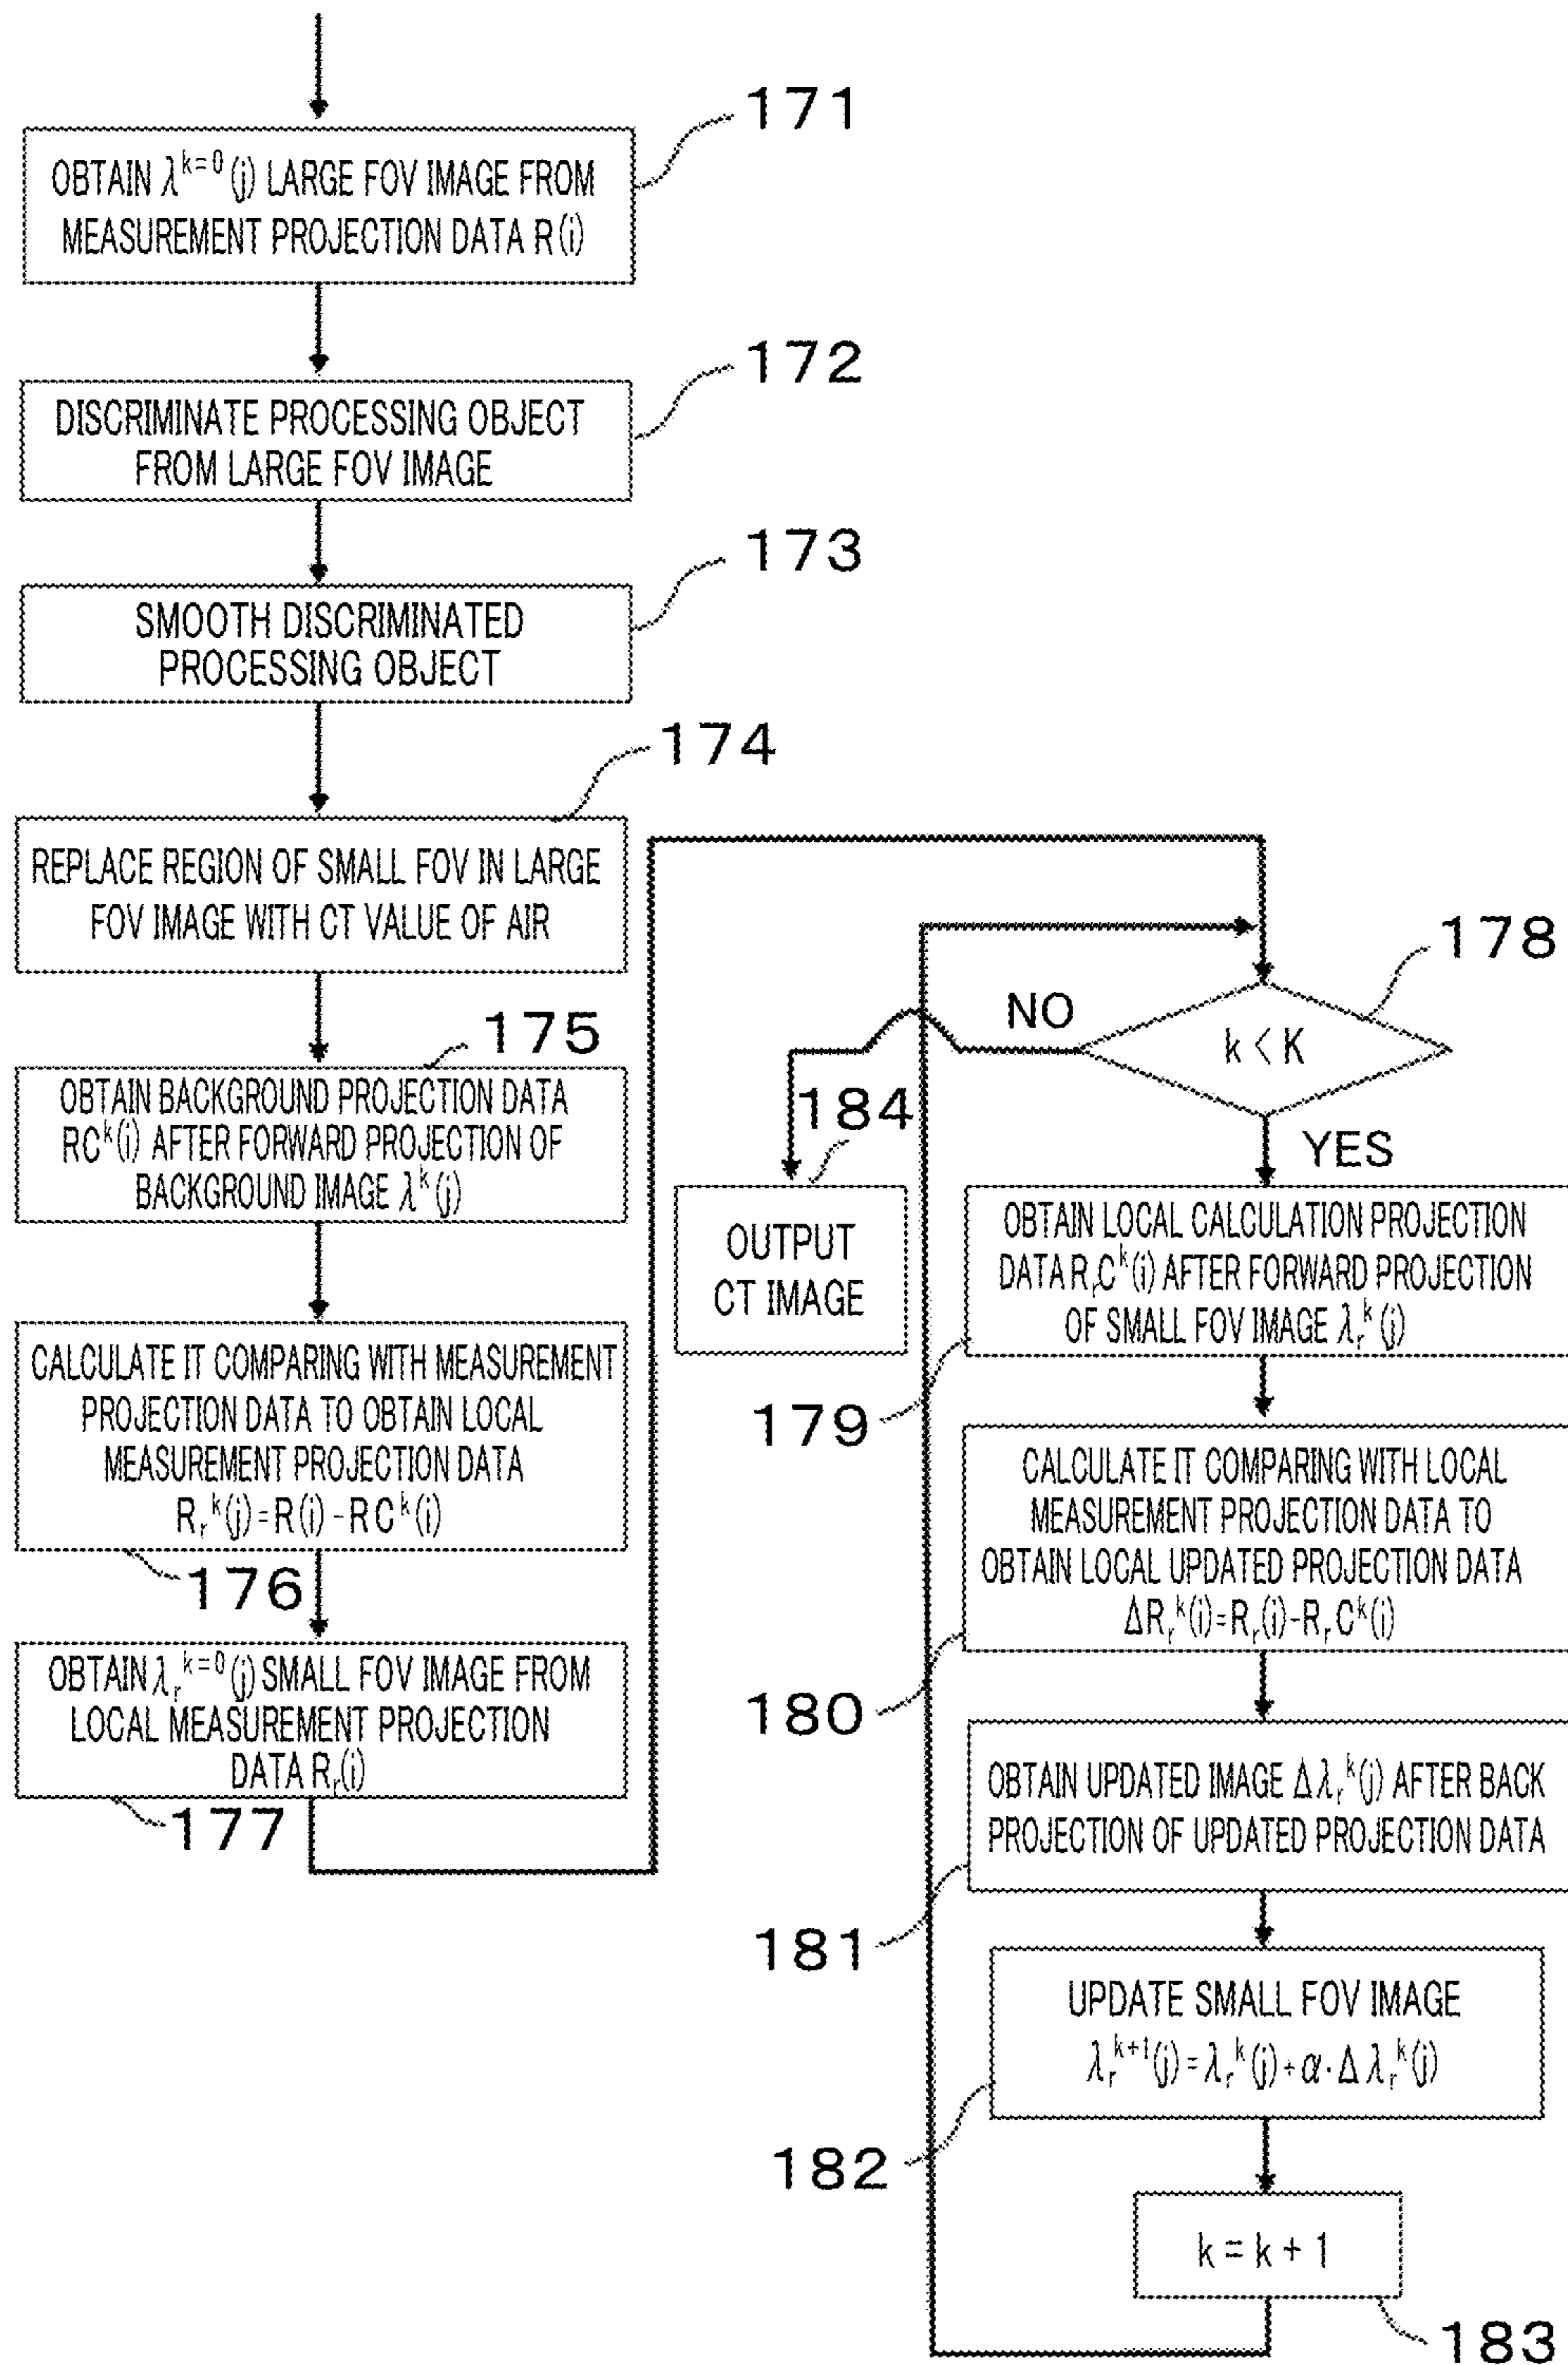 171
OBTAIN λ^{k=0}(j) LARGE FOV IMAGE FROM
MEASUREMENT PROJECTION DATA R(i)
172
DISCRIMINATE PROCESSING OBJECT
FROM LARGE FOV IMAGE
173
SMOOTH DISCRIMINATED
PROCESSING OBJECT
174
REPLACE REGION OF SMALL FOV IN LARGE
FOV IMAGE WITH CT VALUE OF AIR
175
OBTAIN BACKGROUND PROJECTION DATA
RC^k(i) AFTER FORWARD PROJECTION OF
BACKGROUND IMAGE λ^k(j)
CALCULATE IT COMPARING WITH MEASUREMENT
PROJECTION DATA TO OBTAIN LOCAL
MEASUREMENT PROJECTION DATA
R_r^k(j)=R(i)-RC^k(i)
176
OBTAIN λ_r^{k=0}(j) SMALL FOV IMAGE FROM
LOCAL MEASUREMENT PROJECTION
DATA R_r(i)
177
178
k < K
NO
YES
184
OUTPUT
CT IMAGE
OBTAIN LOCAL CALCULATION PROJECTION
DATA R_rC^k(i) AFTER FORWARD PROJECTION
OF SMALL FOV IMAGE λ_r^k(j)
179
CALCULATE IT COMPARING WITH LOCAL
MEASUREMENT PROJECTION DATA TO
OBTAIN LOCAL UPDATED PROJECTION DATA
ΔR_r^k(i)=R_r(i)-R_rC^k(i)
180
OBTAIN UPDATED IMAGE Δλ_r^k(j) AFTER BACK
PROJECTION OF UPDATED PROJECTION DATA
181
UPDATE SMALL FOV IMAGE
λ_r^{k+1}(j)=λ_r^k(j)+α·Δλ_r^k(j)
182
k = k + 1
183